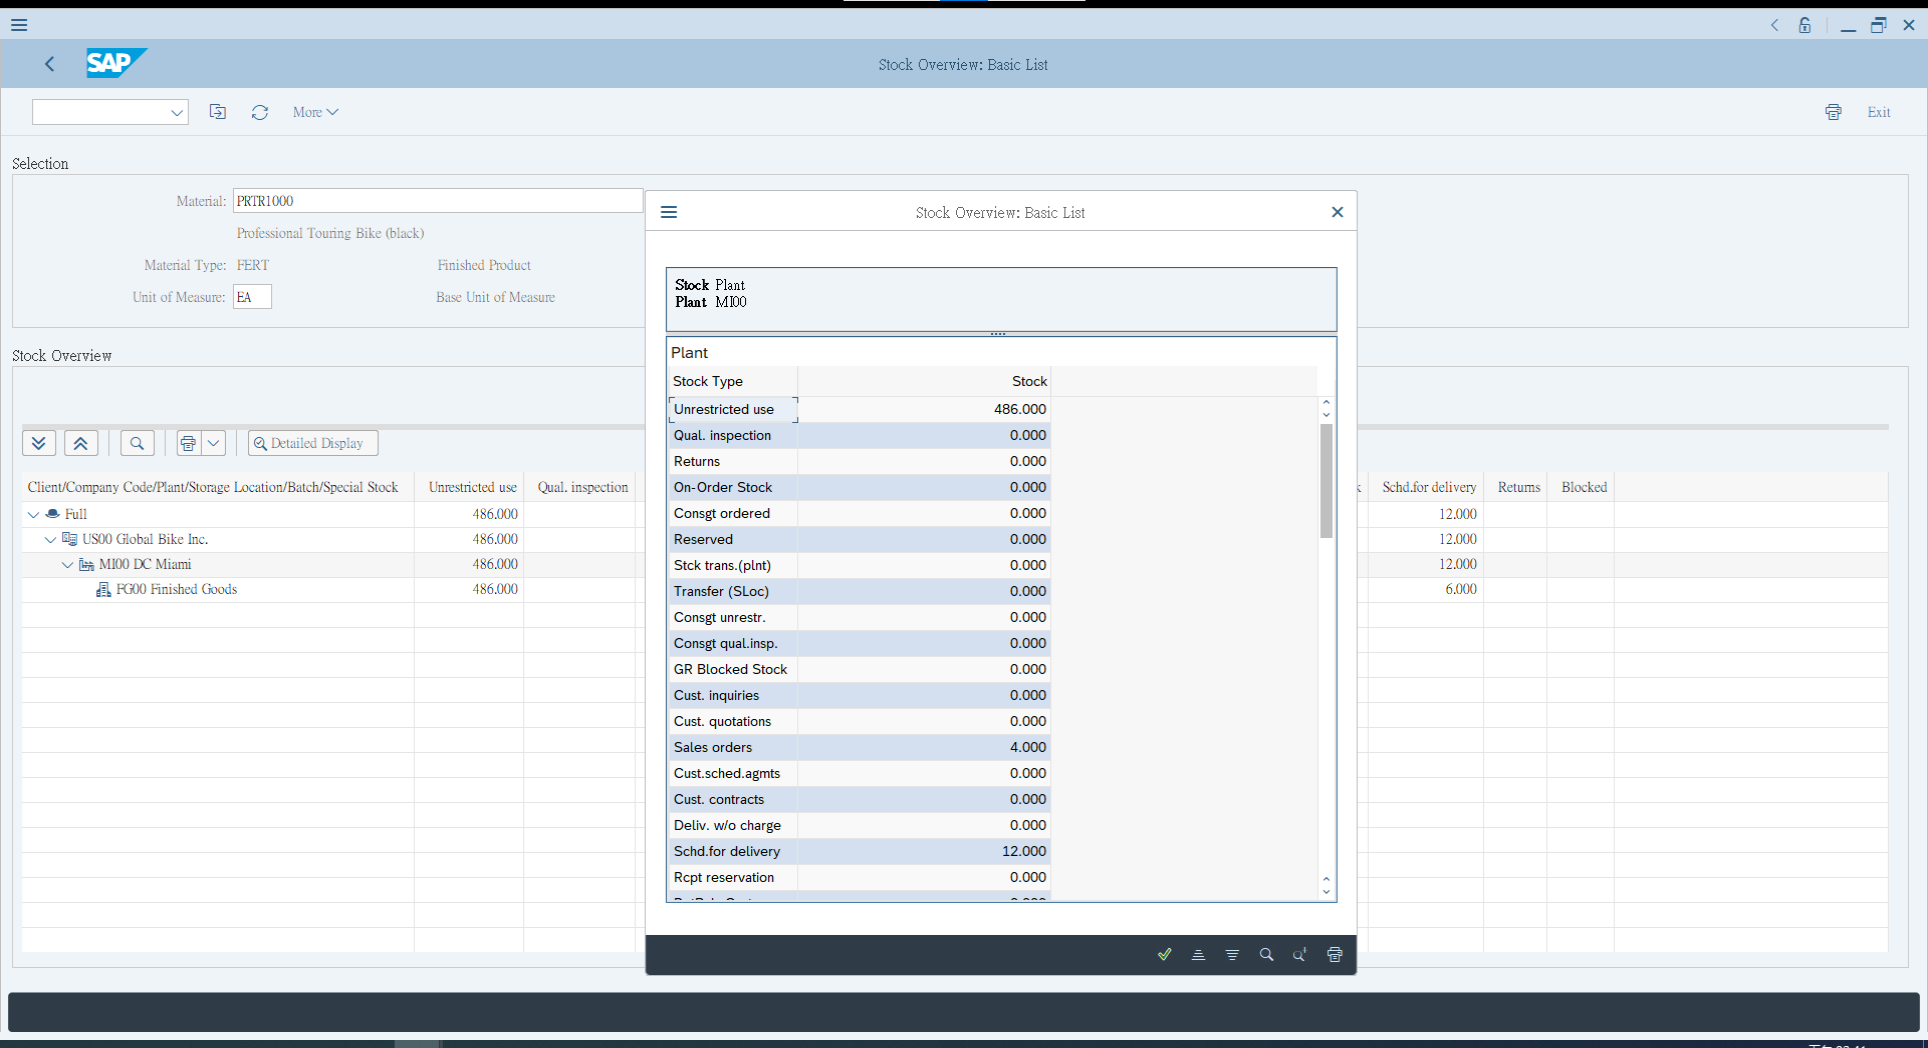 SAP
Stock Overview: Basic List
More
Exit
Selection
Material: PRTR1000
Professional Touring Bike (black)
Material Type: FERT Finished Product
Unit of Measure: EA Base Unit of Measure
Stock Overview
Detailed Display
Client/Company Code/Plant/Storage Location/Batch/Special Stock Unrestricted use Qual. inspection Schd.for delivery Returns Blocked
Full 486.000 12.000
US00 Global Bike Inc. 486.000 12.000
MI00 DC Miami 486.000 12.000
FG00 Finished Goods 486.000 6.000
Stock Overview: Basic List
Stock Plant
Plant MI00
Plant
Stock Type Stock
Unrestricted use 486.000
Qual. inspection 0.000
Returns 0.000
On-Order Stock 0.000
Consgt ordered 0.000
Reserved 0.000
Stck trans.(plnt) 0.000
Transfer (SLoc) 0.000
Consgt unrestr. 0.000
Consgt qual.insp. 0.000
GR Blocked Stock 0.000
Cust. inquiries 0.000
Cust. quotations 0.000
Sales orders 4.000
Cust.sched.agmts 0.000
Cust. contracts 0.000
Deliv. w/o charge 0.000
Schd.for delivery 12.000
Rcpt reservation 0.000